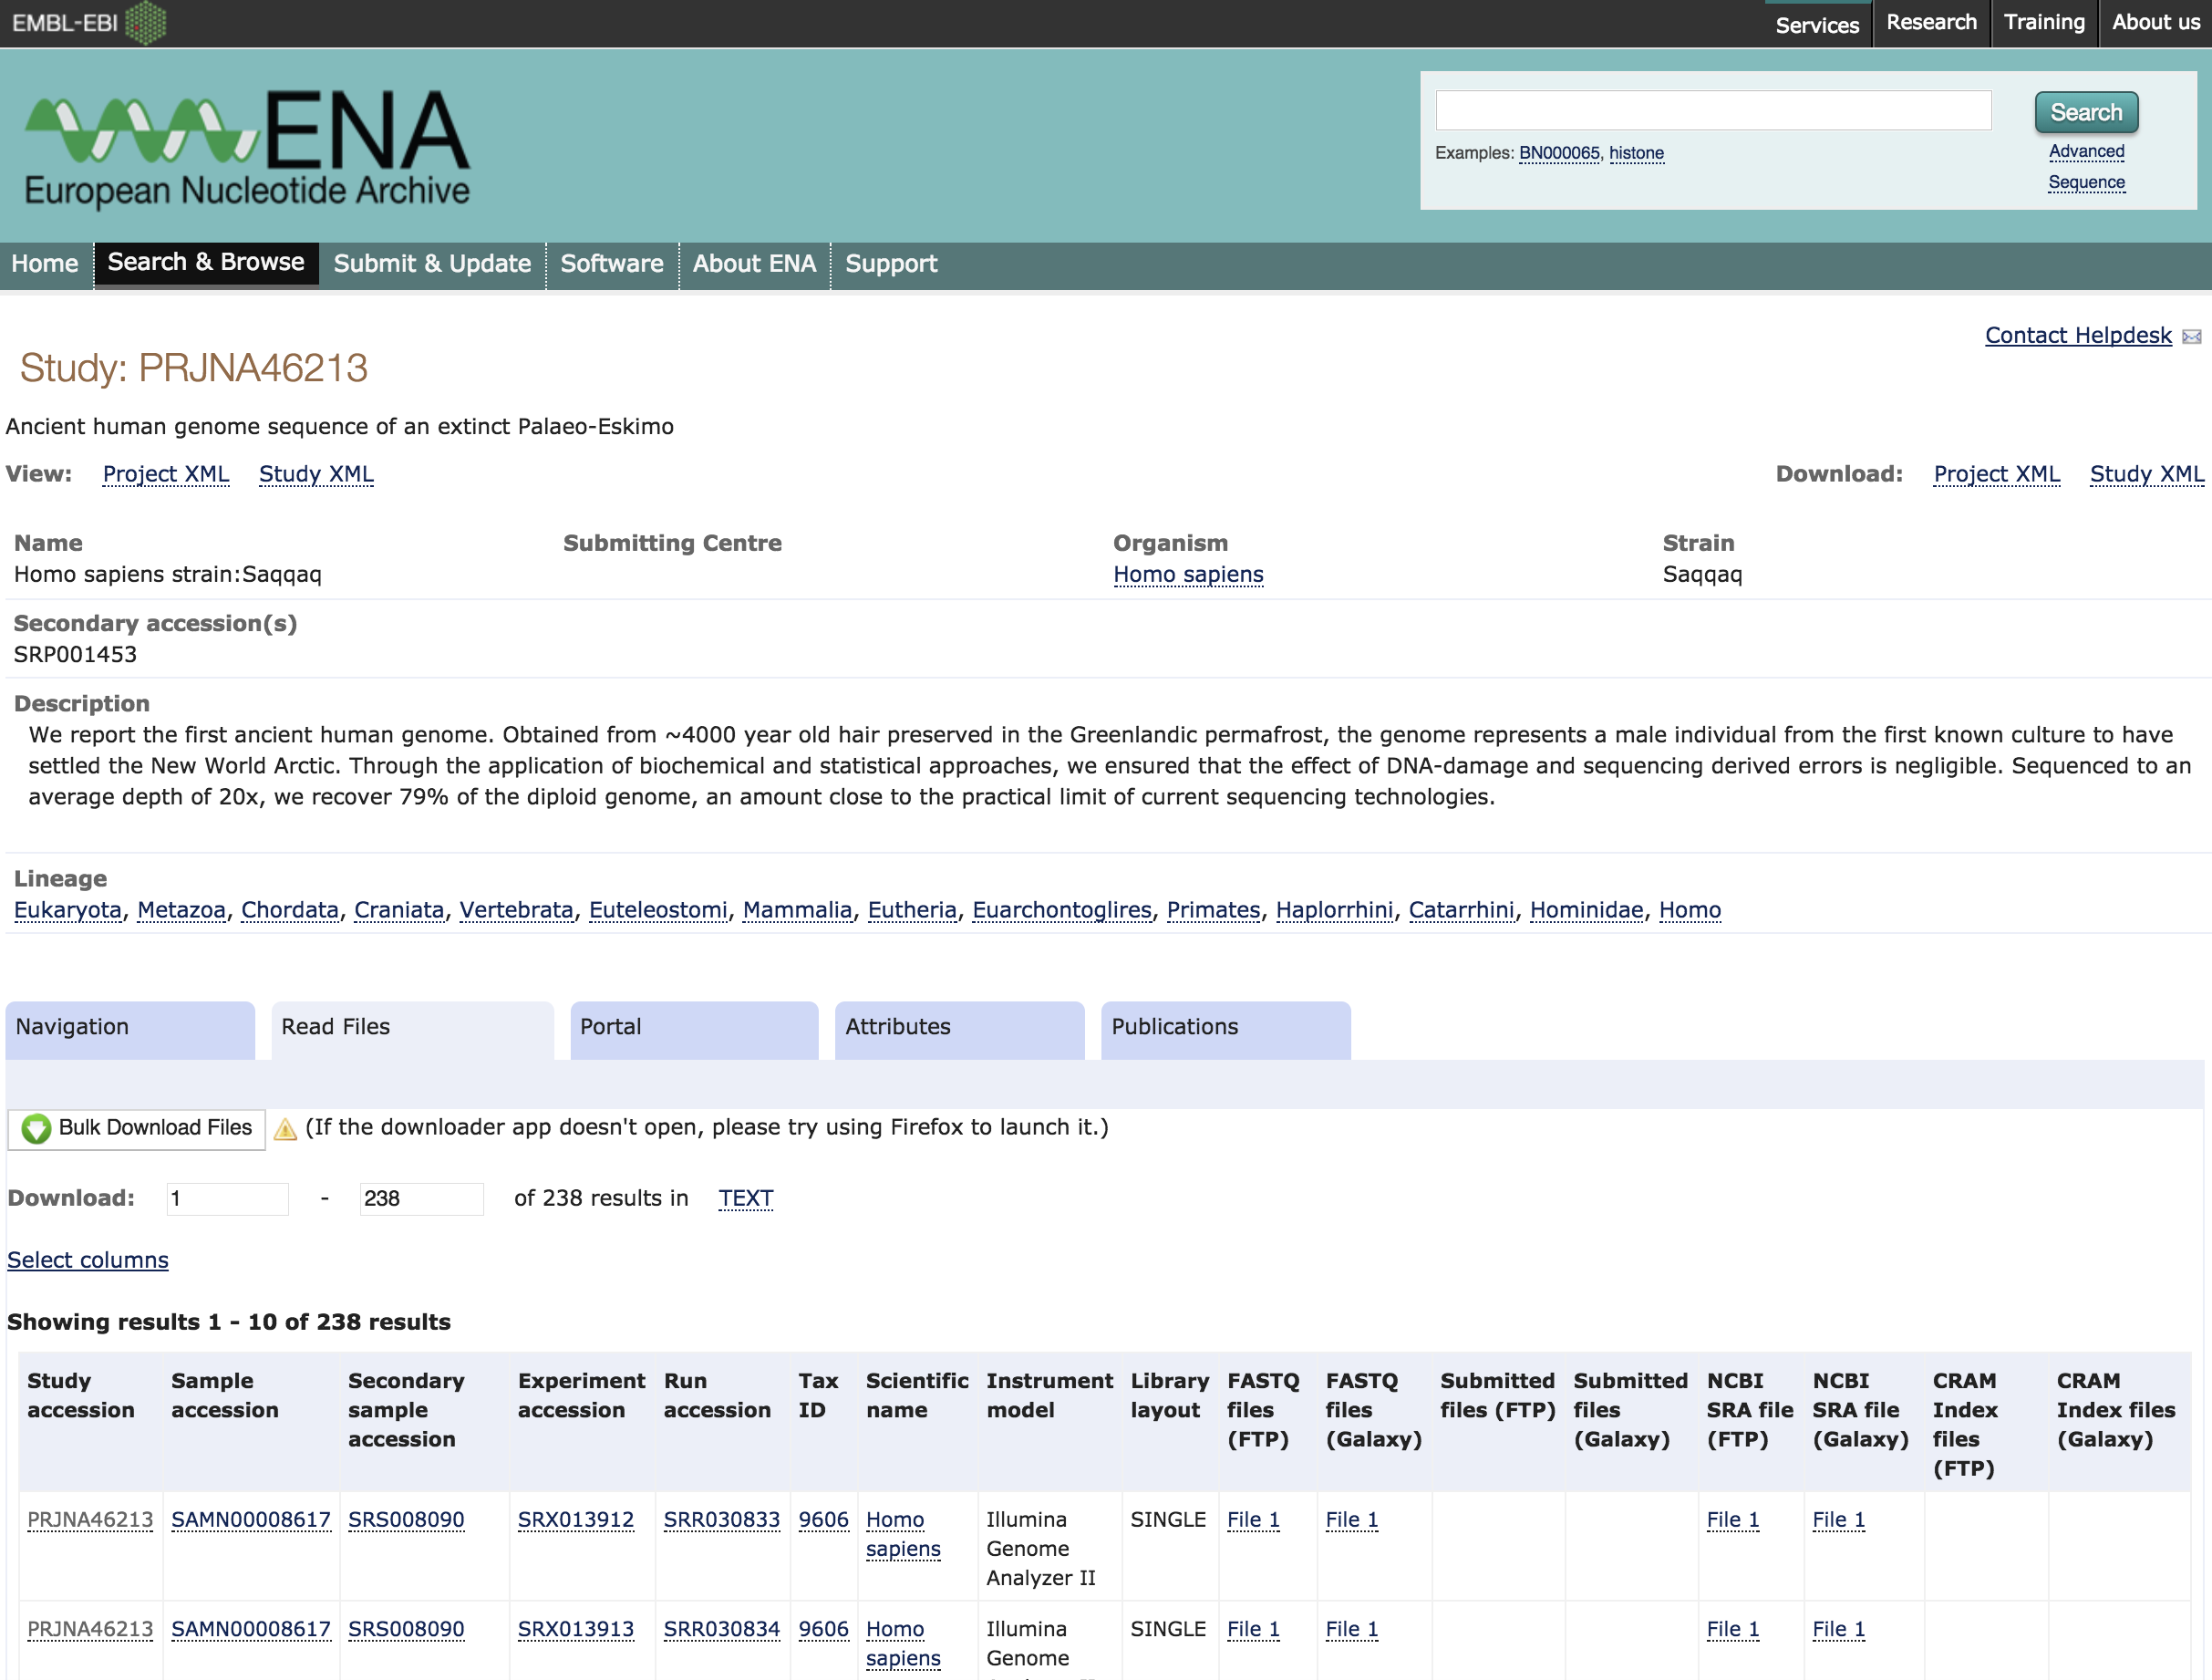 EMBL-EBI
Services Research Training About us
ENA
European Nucleotide Archive
Search
Examples: BN000065, histone
Advanced
Sequence
Home Search & Browse Submit & Update Software About ENA Support
Contact Helpdesk
Study: PRJNA46213
Ancient human genome sequence of an extinct Palaeo-Eskimo
View: Project XML Study XML Download: Project XML Study XML
Name Submitting Centre Organism Strain
Homo sapiens strain:Saqqaq Homo sapiens Saqqaq
Secondary accession(s)
SRP001453
Description
We report the first ancient human genome. Obtained from ~4000 year old hair preserved in the Greenlandic permafrost, the genome represents a male individual from the first known culture to have
settled the New World Arctic. Through the application of biochemical and statistical approaches, we ensured that the effect of DNA-damage and sequencing derived errors is negligible. Sequenced to an
average depth of 20x, we recover 79% of the diploid genome, an amount close to the practical limit of current sequencing technologies.
Lineage
Eukaryota, Metazoa, Chordata, Craniata, Vertebrata, Euteleostomi, Mammalia, Eutheria, Euarchontoglires, Primates, Haplorrhini, Catarrhini, Hominidae, Homo
Navigation Read Files Portal Attributes Publications
Bulk Download Files (If the downloader app doesn't open, please try using Firefox to launch it.)
Download: 1 - 238 of 238 results in TEXT
Select columns
Showing results 1 - 10 of 238 results
Study Sample Secondary Experiment Run Tax Scientific Instrument Library FASTQ FASTQ Submitted Submitted NCBI NCBI CRAM CRAM
accession accession sample accession accession ID name model layout files files files (FTP) files SRA file SRA file Index Index files
accession (FTP) (Galaxy) (Galaxy) (FTP) (Galaxy) files (Galaxy)
(FTP)
PRJNA46213 SAMN00008617 SRS008090 SRX013912 SRR030833 9606 Homo Illumina SINGLE File 1 File 1 File 1 File 1
sapiens Genome
Analyzer II
PRJNA46213 SAMN00008617 SRS008090 SRX013913 SRR030834 9606 Homo Illumina SINGLE File 1 File 1 File 1 File 1
sapiens Genome